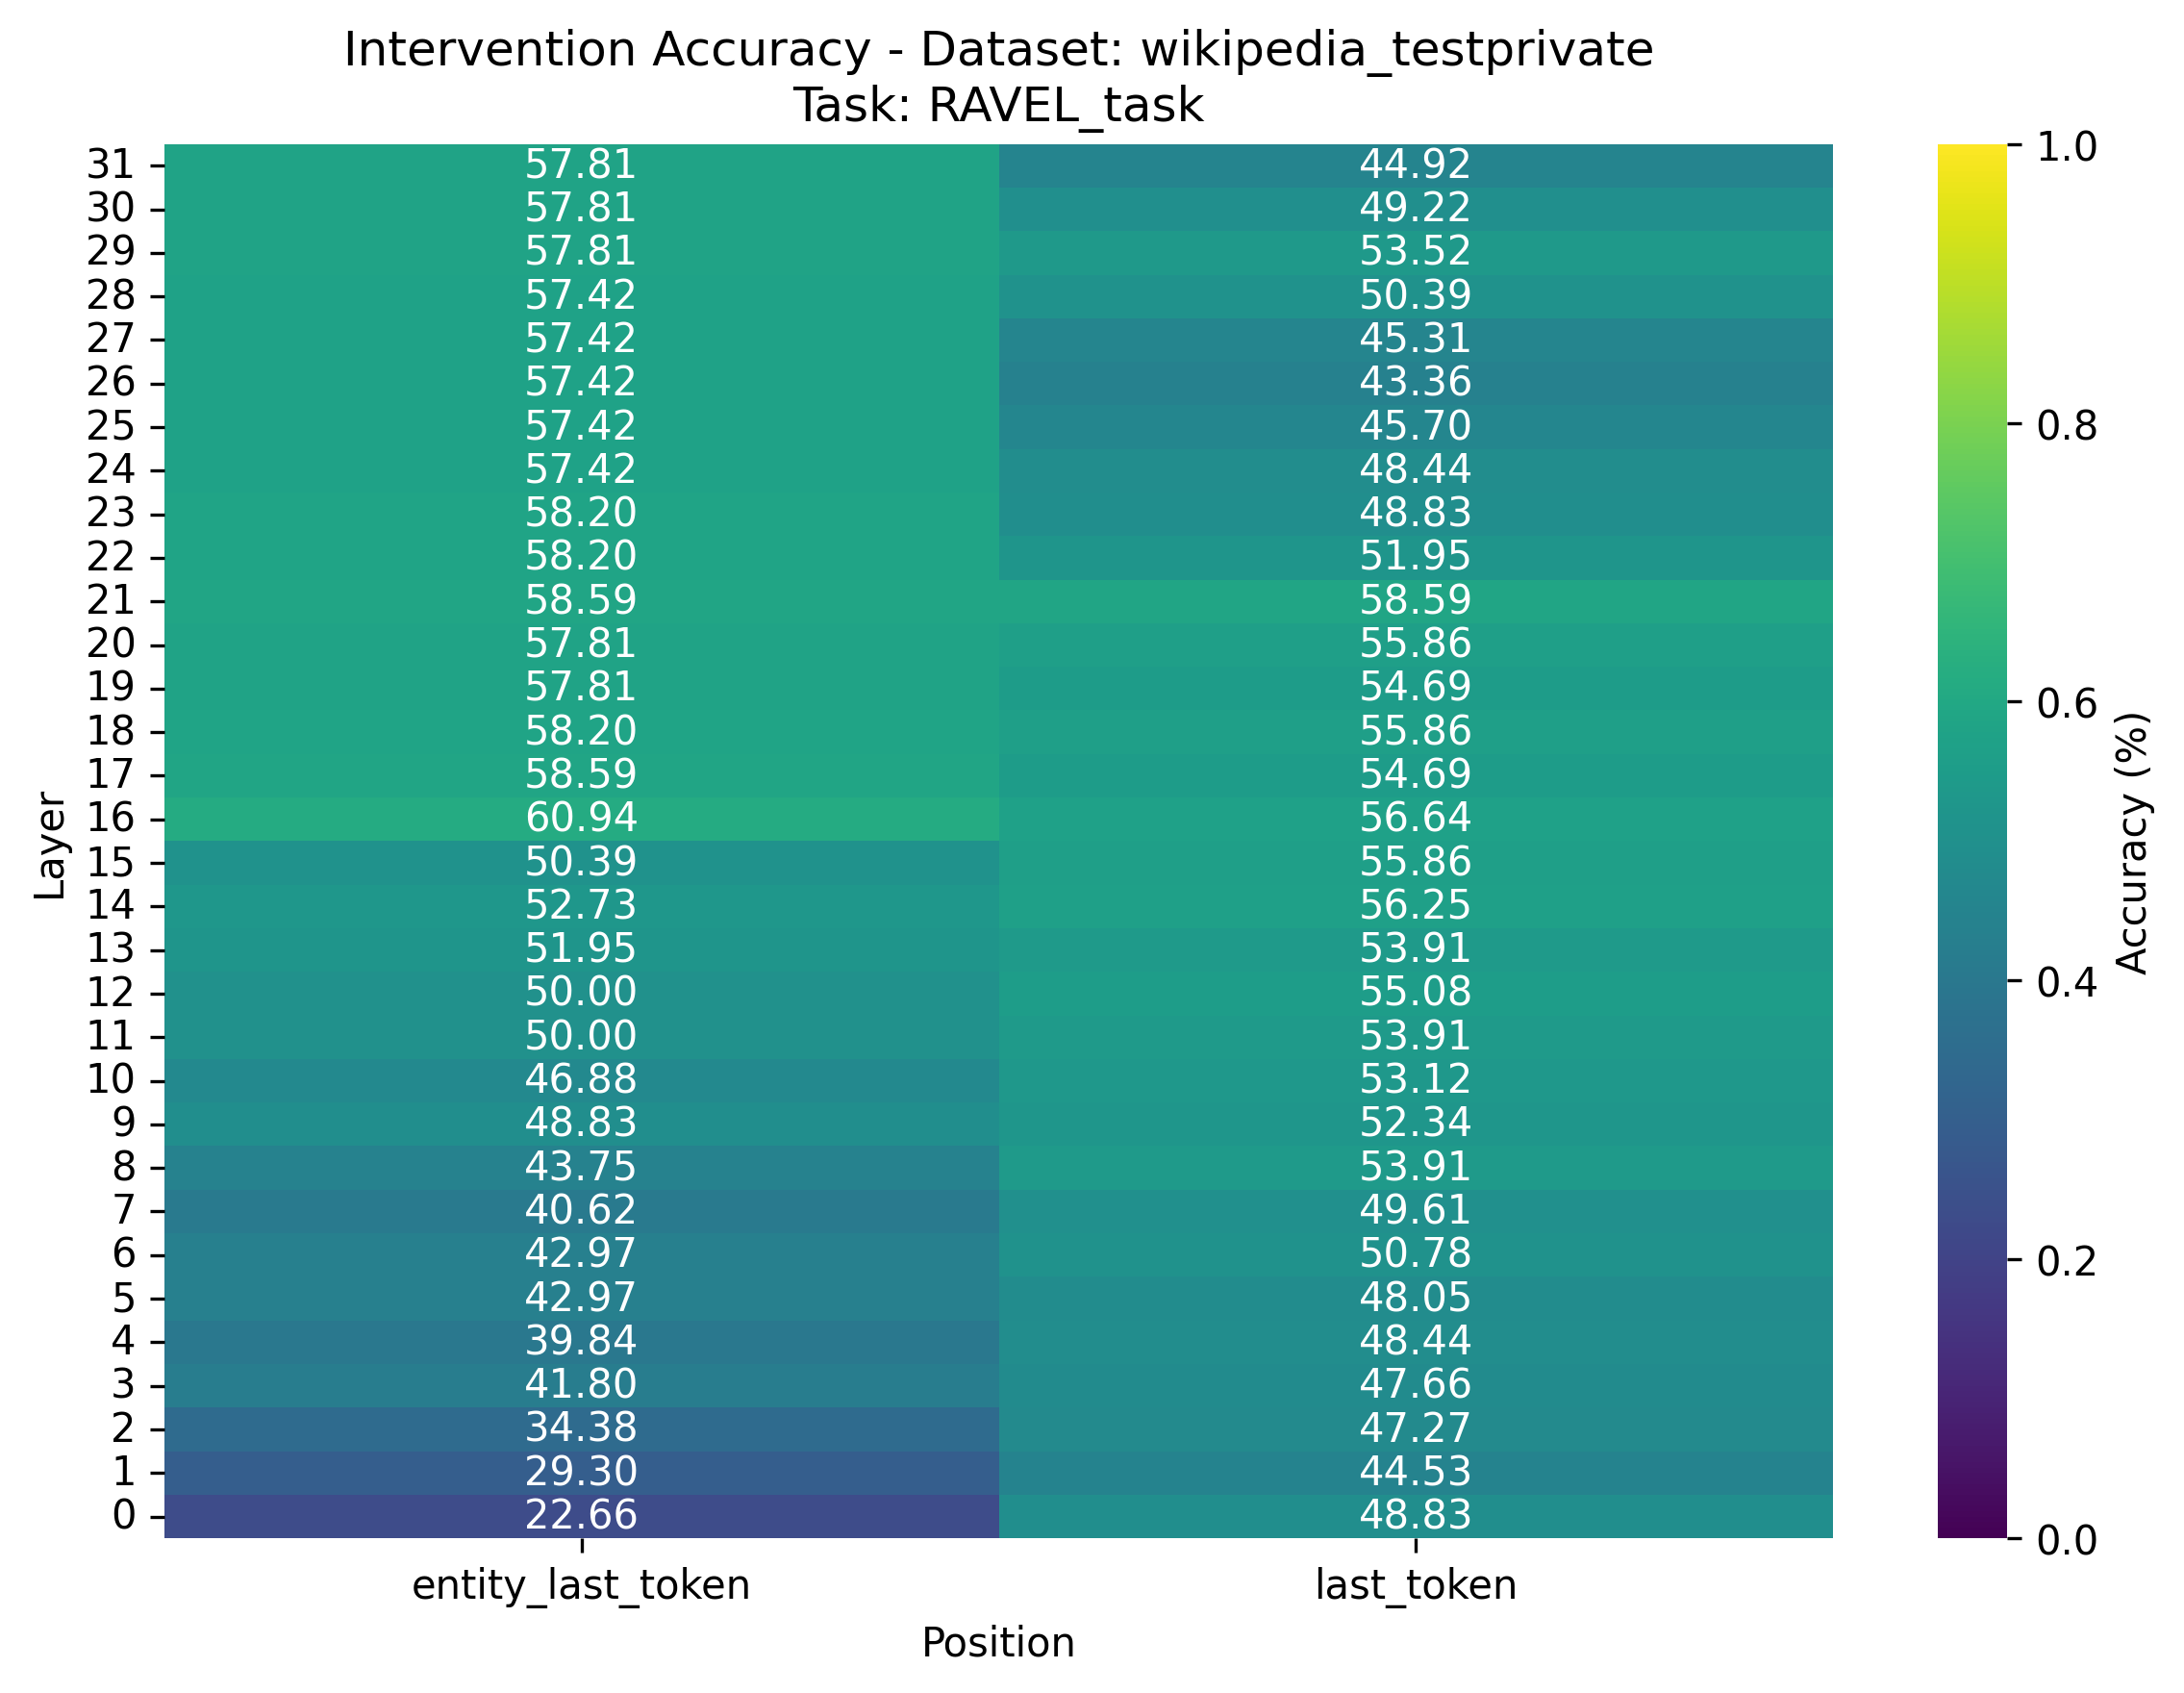 Intervention Accuracy - Dataset: wikipedia_testprivate
Task: RAVEL_task
31 57.81 44.92
30 57.81 49.22
29 57.81 53.52
28 57.42 50.39
27 57.42 45.31
26 57.42 43.36
25 57.42 45.70
24 57.42 48.44
23 58.20 48.83
22 58.20 51.95
21 58.59 58.59
20 57.81 55.86
19 57.81 54.69
18 58.20 55.86
17 58.59 54.69
16 60.94 56.64
15 50.39 55.86
14 52.73 56.25
13 51.95 53.91
12 50.00 55.08
11 50.00 53.91
10 46.88 53.12
9 48.83 52.34
8 43.75 53.91
7 40.62 49.61
6 42.97 50.78
5 42.97 48.05
4 39.84 48.44
3 41.80 47.66
2 34.38 47.27
1 29.30 44.53
0 22.66 48.83
entity_last_token last_token
Position
Layer
1.0
0.8
0.6
0.4
0.2
0.0
Accuracy (%)